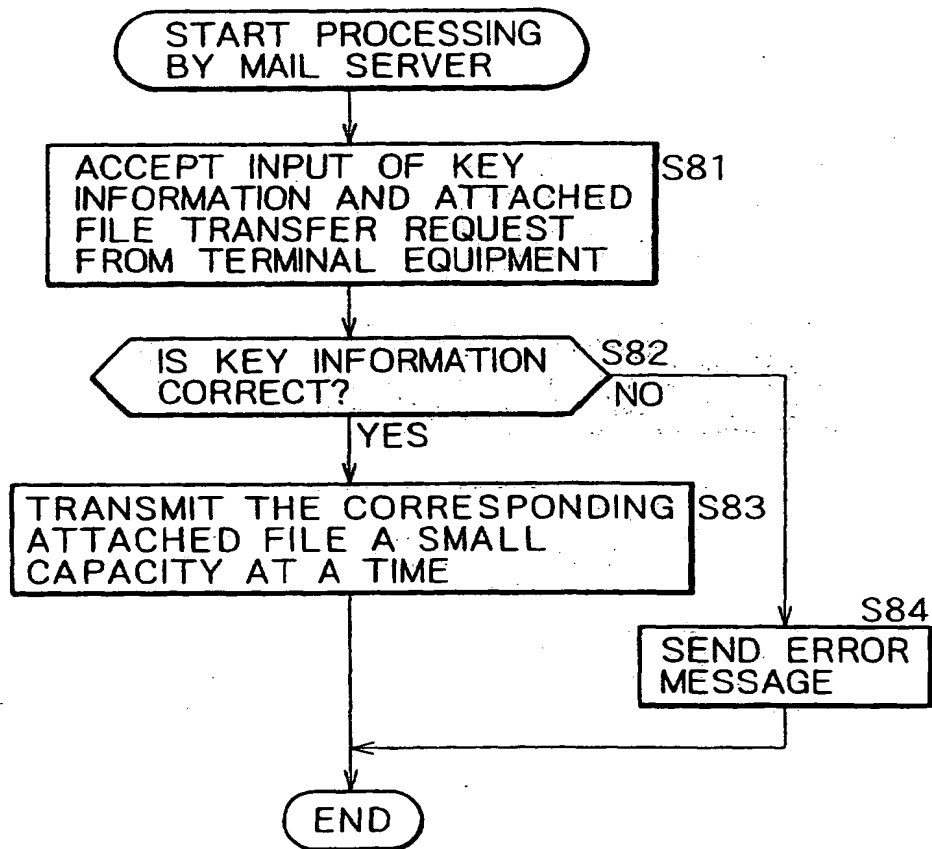 START PROCESSING
BY MAIL SERVER
ACCEPT INPUT OF KEY
INFORMATION AND ATTACHED
FILE TRANSFER REQUEST
FROM TERMINAL EQUIPMENT
S81
IS KEY INFORMATION
CORRECT?
S82
NO
YES
TRANSMIT THE CORRESPONDING
ATTACHED FILE A SMALL
CAPACITY AT A TIME
S83
S84
SEND ERROR
MESSAGE
END